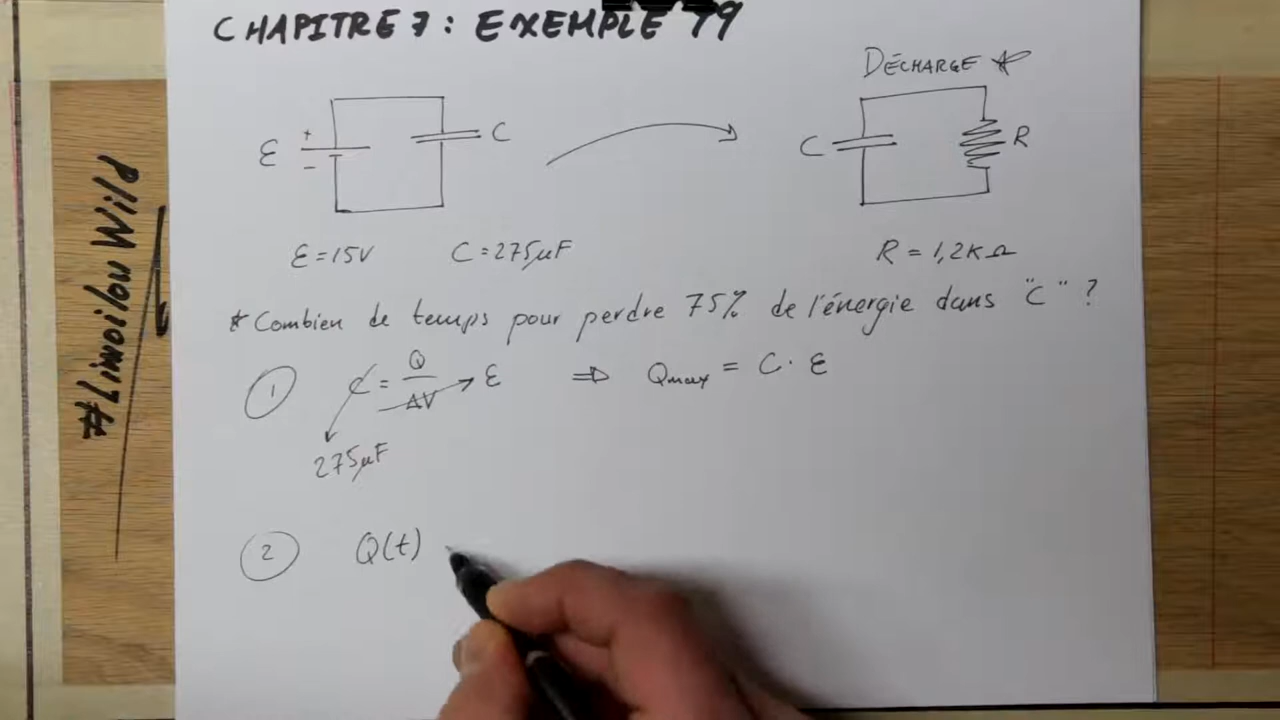 CHAPITRE 7 : EXEMPLE 79
DÉCHARGE *
ℰ + − C
C R
ℰ = 15V C = 275μF
R = 1,2KΩ
* Combien de temps pour perdre 75% de l'énergie dans "C" ?
① C = Q/ΔV → ℰ ⇒ Qmax = C · ℰ
275μF
② Q(t)
#Limoilou Wild